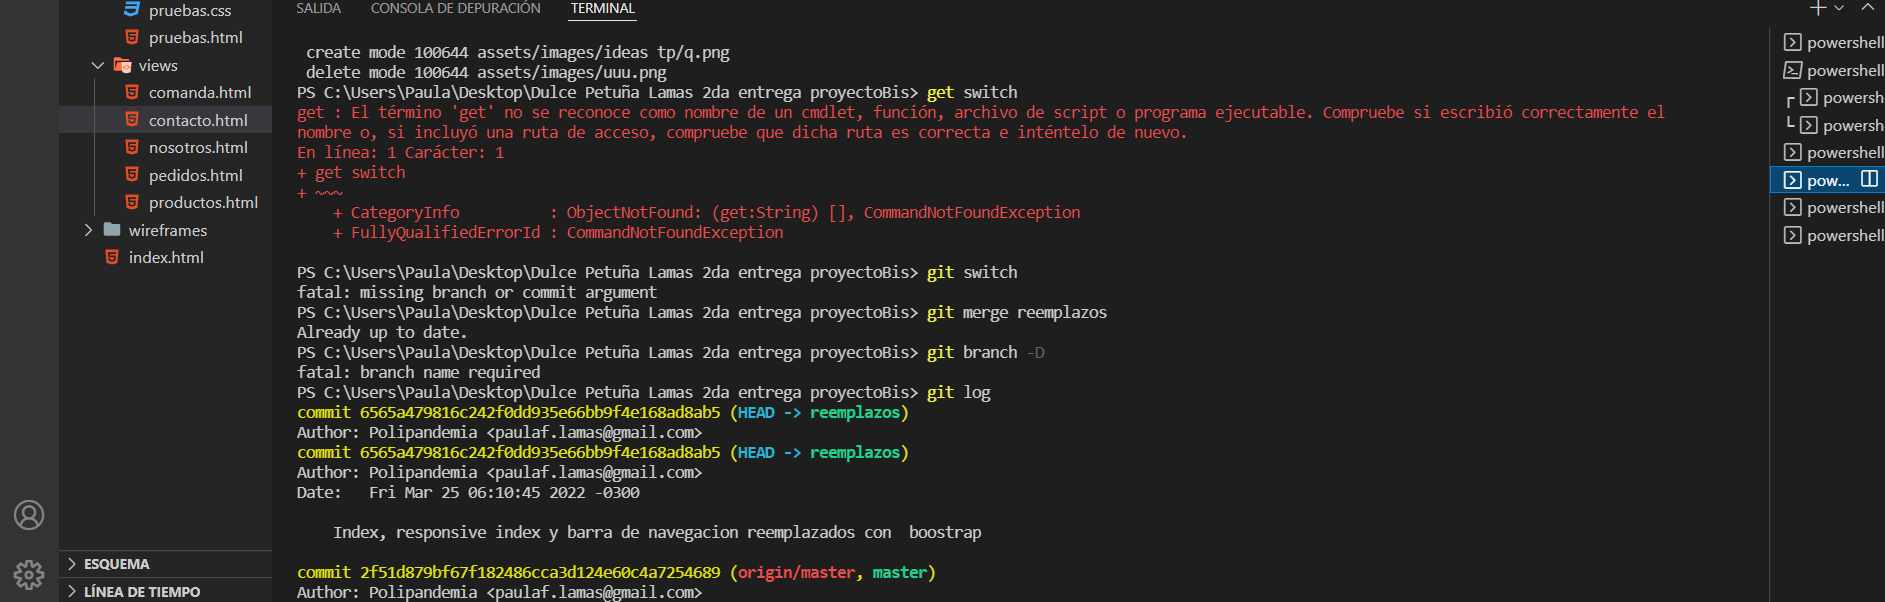 pruebas.css
pruebas.html
views
comanda.html
contacto.html
nosotros.html
pedidos.html
productos.html
wireframes
index.html
ESQUEMA
LÍNEA DE TIEMPO
SALIDA CONSOLA DE DEPURACIÓN TERMINAL
create mode 100644 assets/images/ideas tp/q.png
delete mode 100644 assets/images/uuu.png
PS C:\Users\Paula\Desktop\Dulce Petuña Lamas 2da entrega proyectoBis> get switch
get : El término 'get' no se reconoce como nombre de un cmdlet, función, archivo de script o programa ejecutable. Compruebe si escribió correctamente el
nombre o, si incluyó una ruta de acceso, compruebe que dicha ruta es correcta e inténtelo de nuevo.
En línea: 1 Carácter: 1
+ get switch
+ ~~~
+ CategoryInfo : ObjectNotFound: (get:String) [], CommandNotFoundException
+ FullyQualifiedErrorId : CommandNotFoundException
PS C:\Users\Paula\Desktop\Dulce Petuña Lamas 2da entrega proyectoBis> git switch
fatal: missing branch or commit argument
PS C:\Users\Paula\Desktop\Dulce Petuña Lamas 2da entrega proyectoBis> git merge reemplazos
Already up to date.
PS C:\Users\Paula\Desktop\Dulce Petuña Lamas 2da entrega proyectoBis> git branch -D
fatal: branch name required
PS C:\Users\Paula\Desktop\Dulce Petuña Lamas 2da entrega proyectoBis> git log
commit 6565a479816c242f0dd935e66bb9f4e168ad8ab5 (HEAD -> reemplazos)
Author: Polipandemia <paulaf.lamas@gmail.com>
commit 6565a479816c242f0dd935e66bb9f4e168ad8ab5 (HEAD -> reemplazos)
Author: Polipandemia <paulaf.lamas@gmail.com>
Date: Fri Mar 25 06:10:45 2022 -0300
Index, responsive index y barra de navegacion reemplazados con boostrap
commit 2f51d879bf67f182486cca3d124e60c4a7254689 (origin/master, master)
Author: Polipandemia <paulaf.lamas@gmail.com>
powershell
powershell
powersh
powersh
powershell
pow...
powershell
powershell